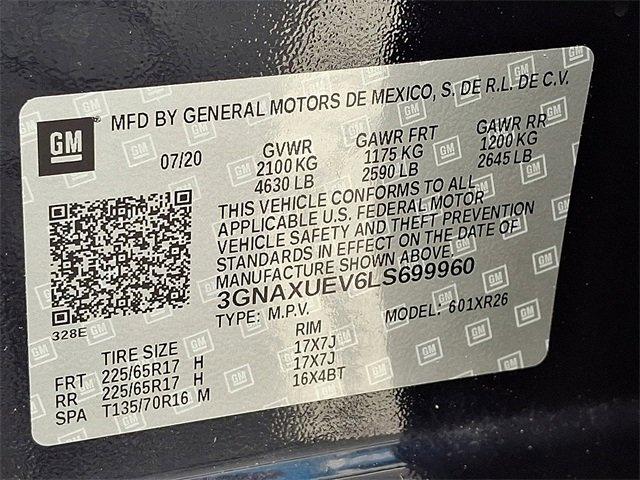 GM MFD BY GENERAL MOTORS DE MEXICO, S. DE R.L. DE C.V.
07/20 GVWR GAWR FRT GAWR RR
2100 KG 1175 KG 1200 KG
4630 LB 2590 LB 2645 LB
THIS VEHICLE CONFORMS TO ALL
APPLICABLE U.S. FEDERAL MOTOR
VEHICLE SAFETY AND THEFT PREVENTION
STANDARDS IN EFFECT ON THE DATE OF
MANUFACTURE SHOWN ABOVE
3GNAXUEV6LS699960
328E TYPE: M.P.V. MODEL: 601XR26
TIRE SIZE RIM
FRT 225/65R17 H 17X7J
RR 225/65R17 H 17X7J
SPA T135/70R16 M 16X4BT